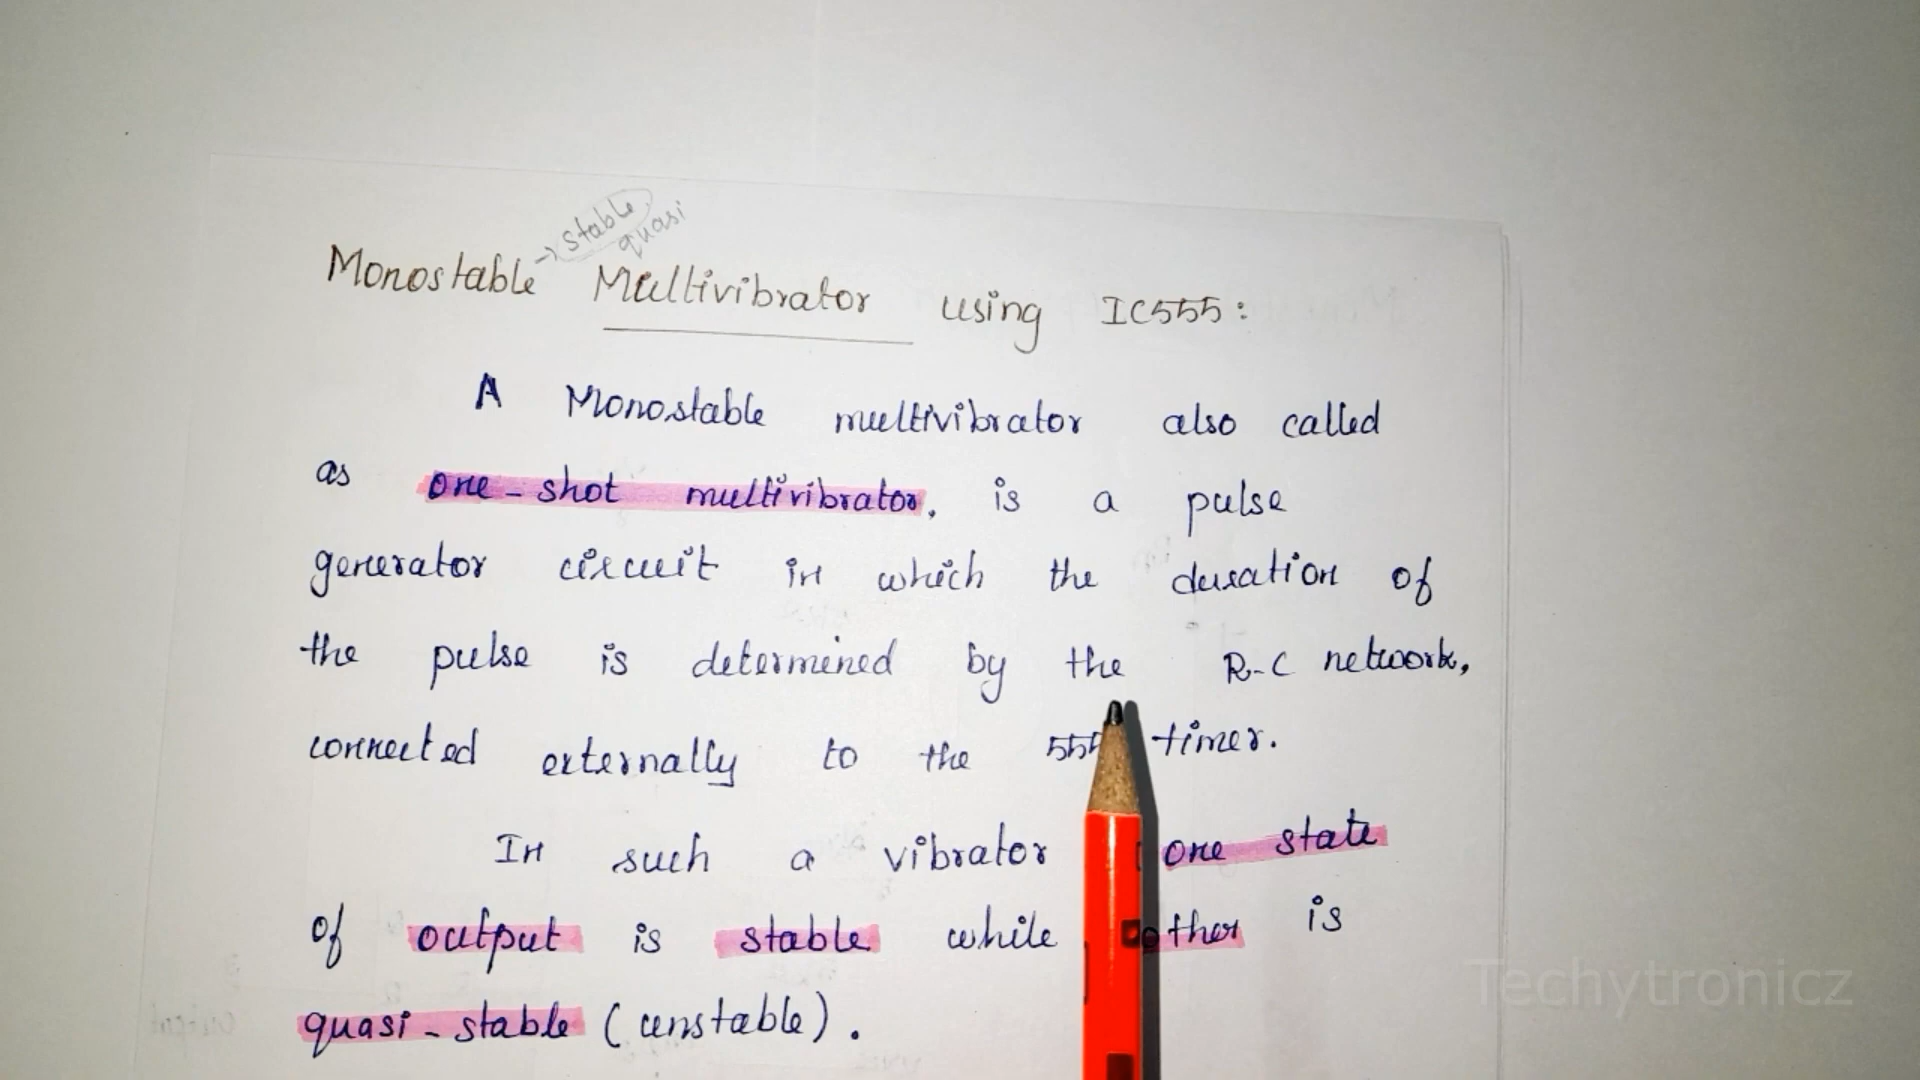 → stable
quasi
Monostable Multivibrator using IC555:
A Monostable multivibrator also called
as one-shot multivibrator, is a pulse
generator circuit in which the duration of
the pulse is determined by the R-C network,
connected externally to the 555 timer.
In such a vibrator one state
of output is stable while other is
quasi-stable (unstable).
Techytronicz